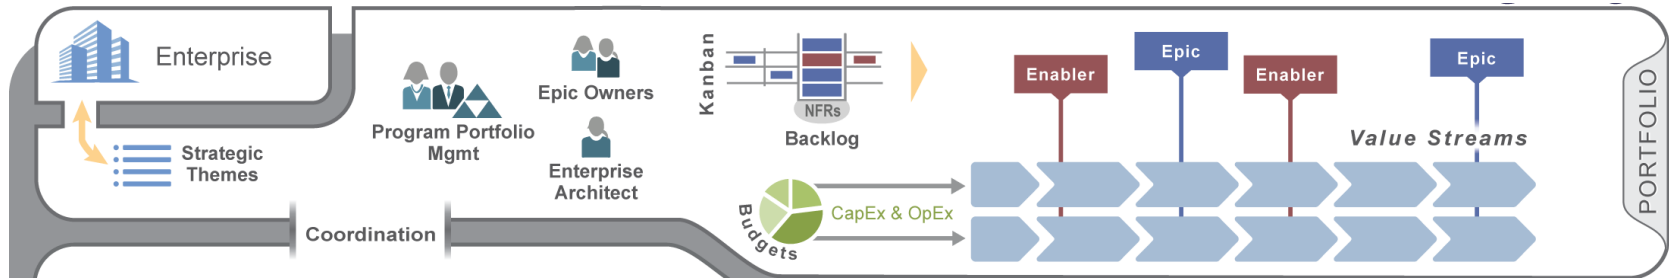 Enterprise
Strategic
Themes
Program Portfolio
Mgmt
Epic Owners
Enterprise
Architect
Coordination
Kanban
NFRs
Backlog
Budgets
CapEx & OpEx
Enabler
Epic
Enabler
Epic
Value Streams
PORTFOLIO